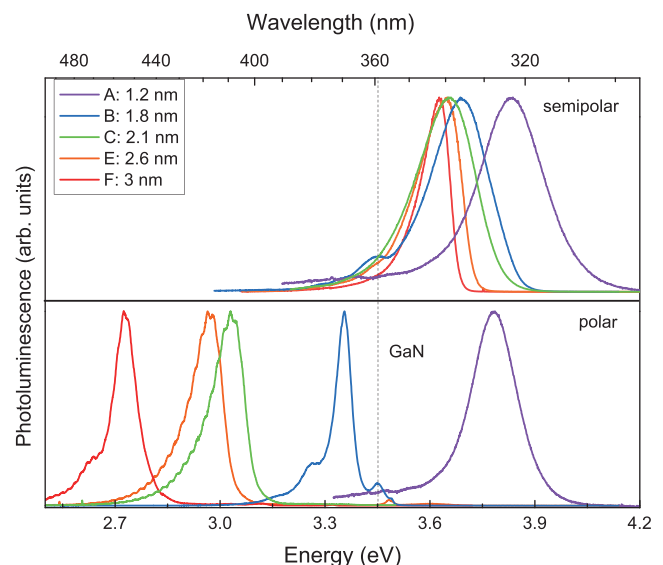 Wavelength (nm)
480 440 400 360 320
A: 1.2 nm
B: 1.8 nm
C: 2.1 nm
E: 2.6 nm
F: 3 nm
semipolar
Photoluminescence (arb. units)
polar
GaN
2.7 3.0 3.3 3.6 3.9 4.2
Energy (eV)